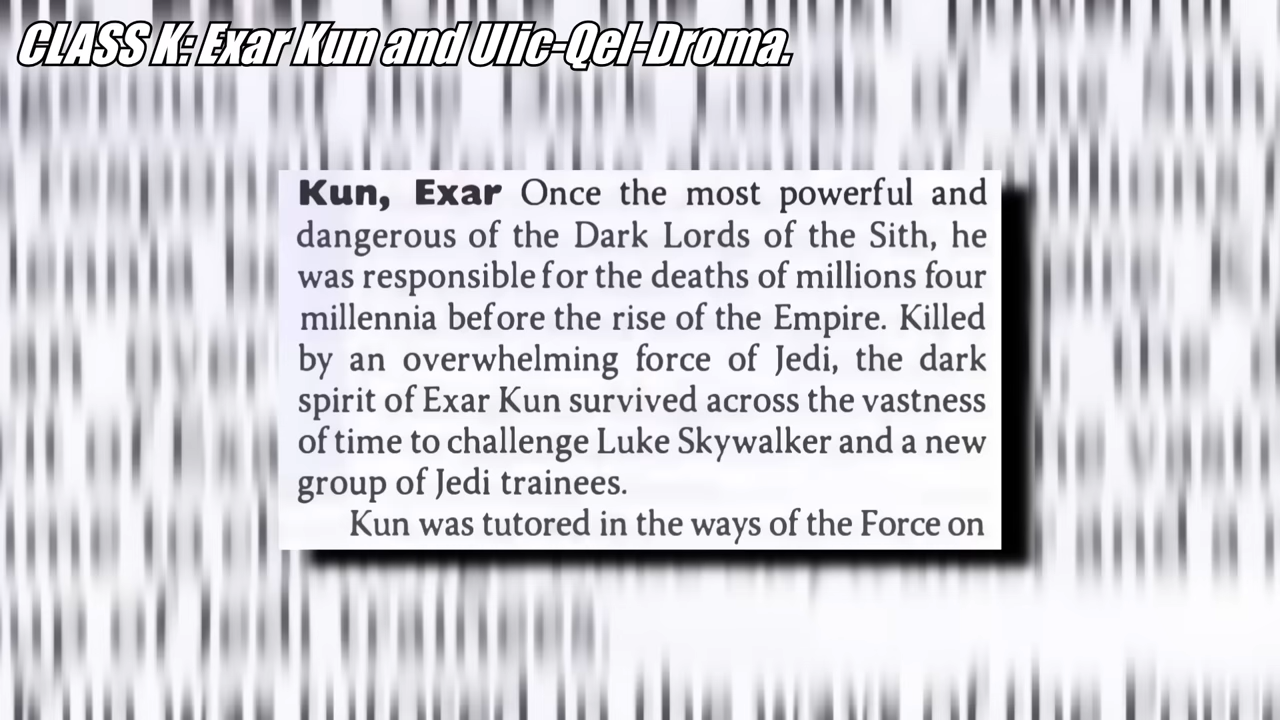 CLASS K: Exar Kun and Ulic-Qel-Droma.
Kun, Exar Once the most powerful and
dangerous of the Dark Lords of the Sith, he
was responsible for the deaths of millions four
millennia before the rise of the Empire. Killed
by an overwhelming force of Jedi, the dark
spirit of Exar Kun survived across the vastness
of time to challenge Luke Skywalker and a new
group of Jedi trainees.
Kun was tutored in the ways of the Force on